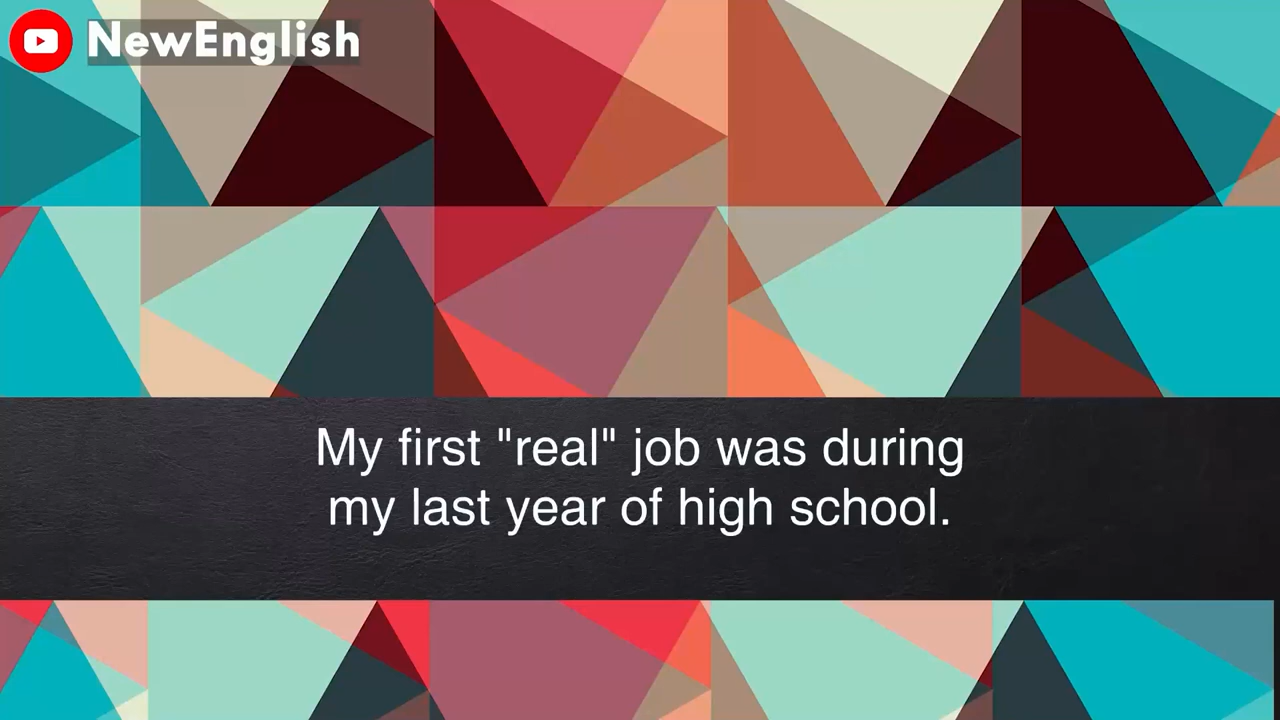 NewEnglish
My first "real" job was during
my last year of high school.